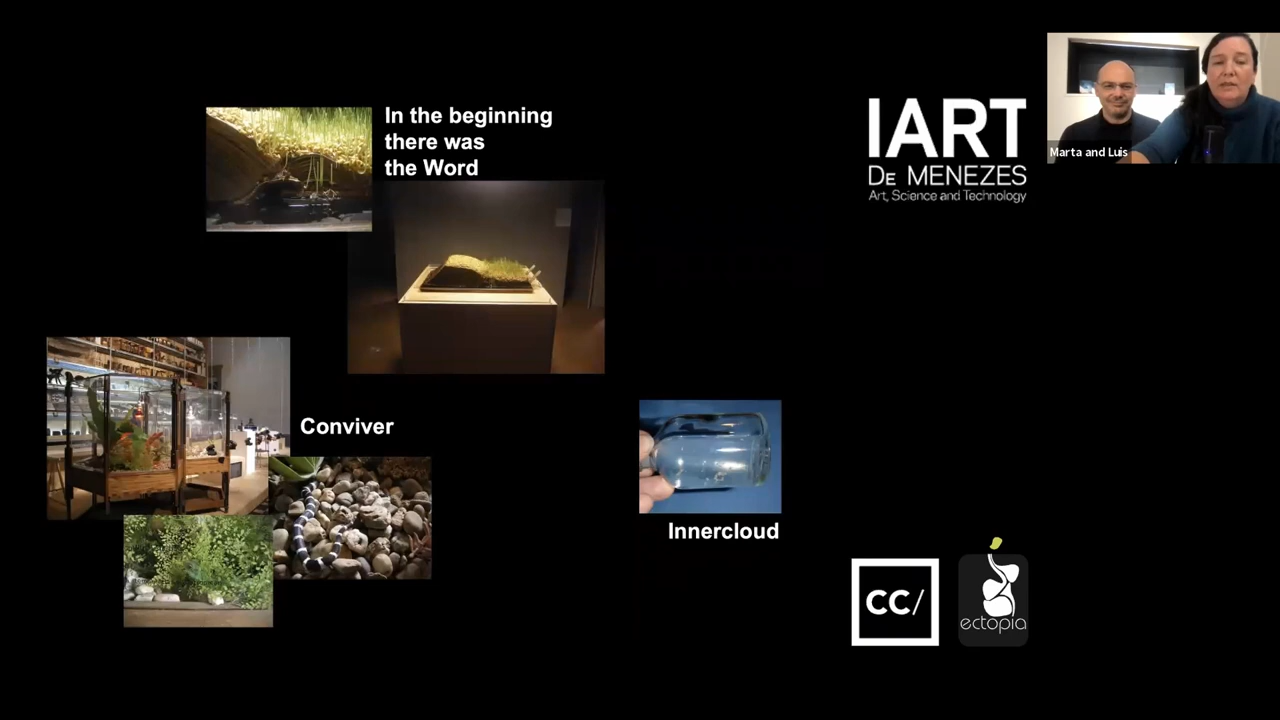 In the beginning
there was
the Word
IART
DE MENEZES
Art, Science and Technology
Marta and Luis
Conviver
Innercloud
CC/
ectopia